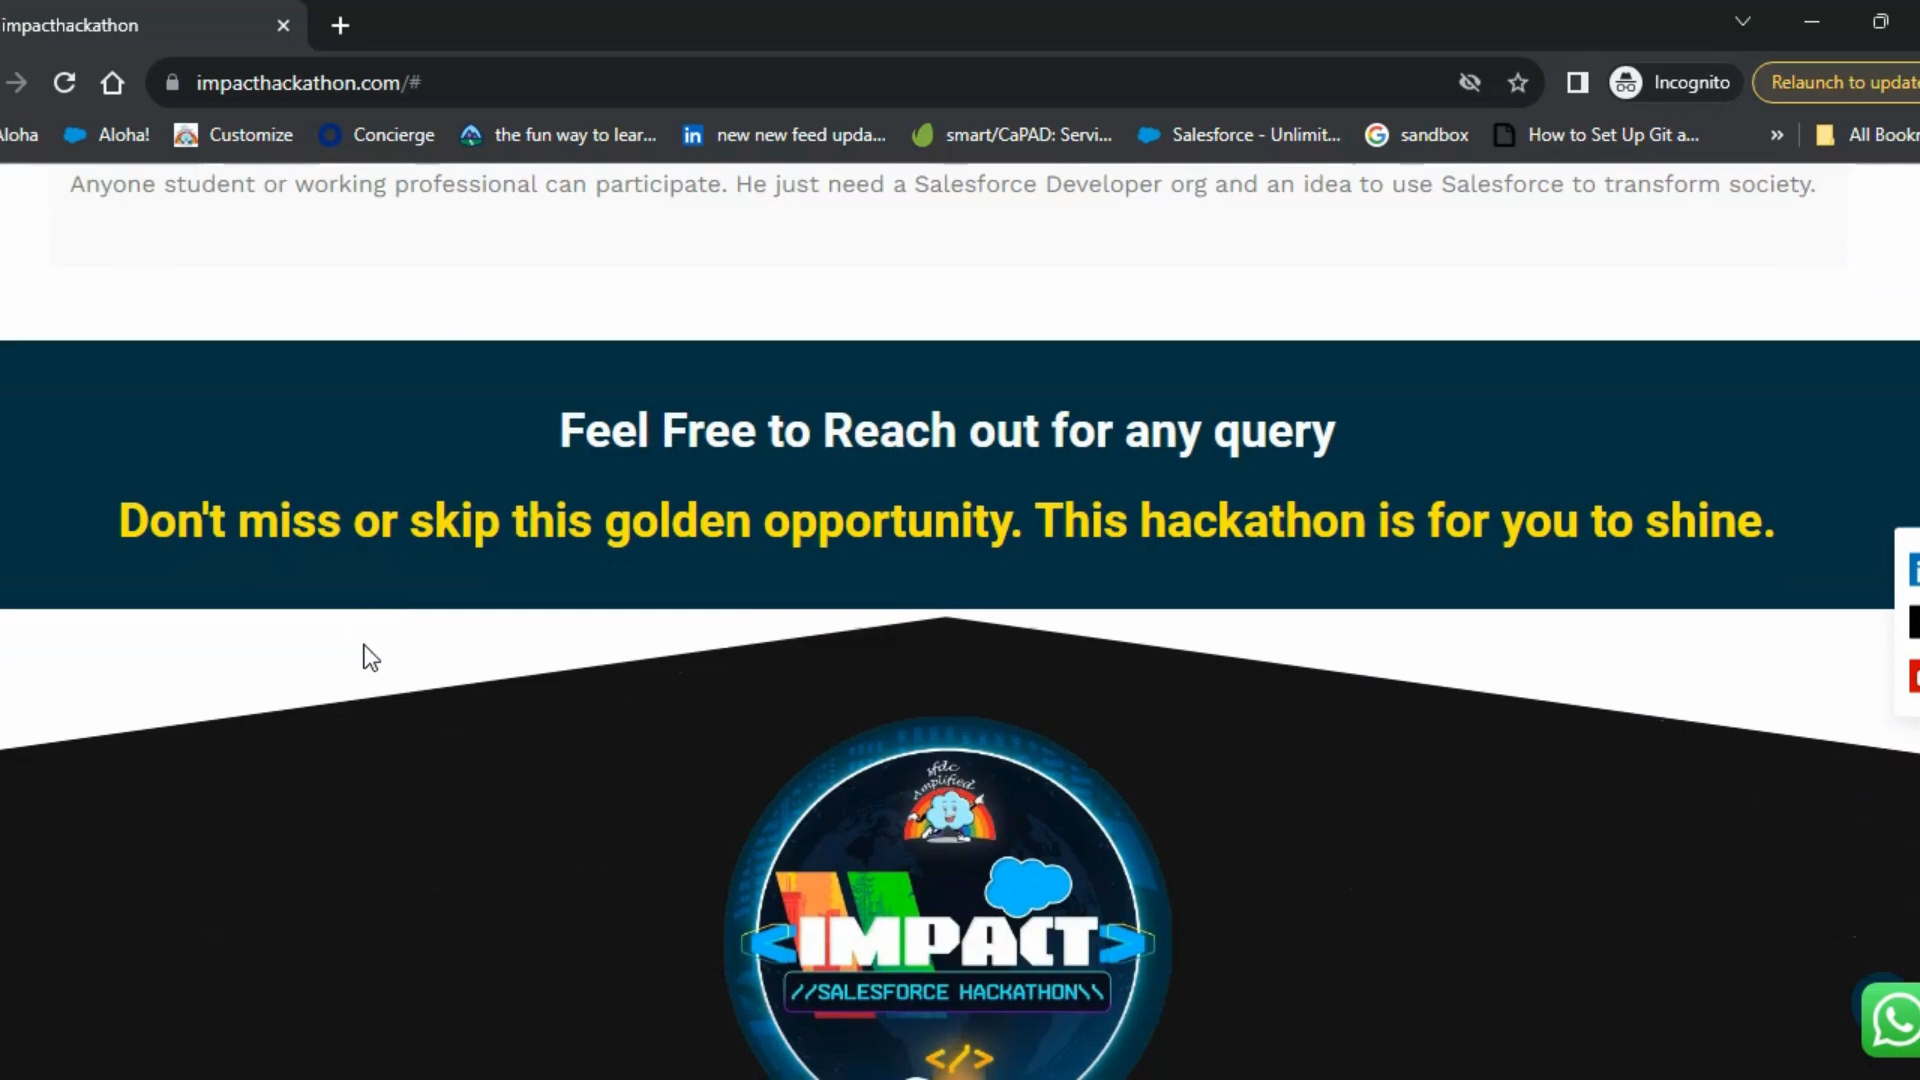 impacthackathon
impacthackathon.com/#
Incognito
Relaunch to update
Aloha
Aloha!
Customize
Concierge
the fun way to lear...
new new feed upda...
smart/CaPAD: Servi...
Salesforce - Unlimit...
sandbox
How to Set Up Git a...
All Bookr
Anyone student or working professional can participate. He just need a Salesforce Developer org and an idea to use Salesforce to transform society.
Feel Free to Reach out for any query
Don't miss or skip this golden opportunity. This hackathon is for you to shine.
sfdc
Amplified
<IMPACT>
//SALESFORCE HACKATHON\\
</>